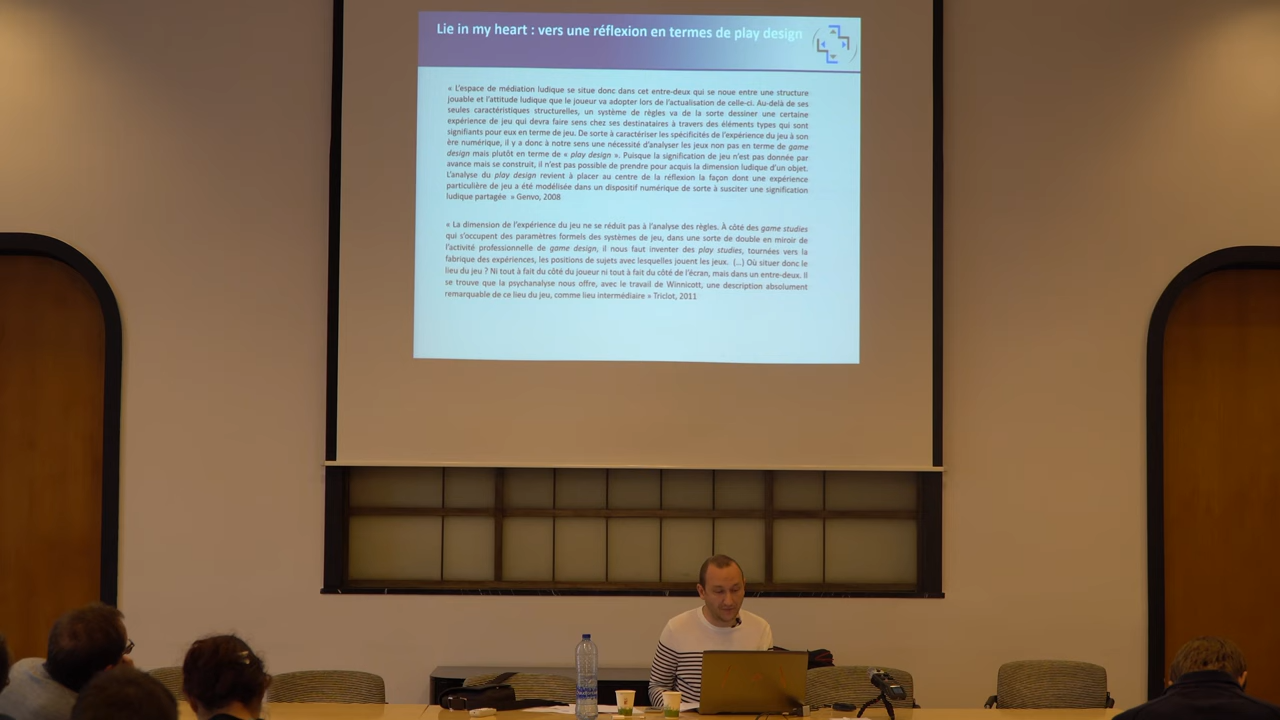 Lie in my heart : vers une réflexion en termes de play design
« L'espace de médiation ludique se situe donc dans cet entre-deux qui se noue entre une structure
jouable et l'attitude ludique que le joueur va adopter lors de l'actualisation de celle-ci. Au-delà de ses
seules caractéristiques structurelles, un système de règles va de la sorte dessiner une certaine
expérience de jeu qui devra faire sens chez ses destinataires à travers des éléments types qui sont
signifiants pour eux en terme de jeu. De sorte à caractériser les spécificités de l'expérience du jeu à son
ère numérique, il y a donc à notre sens une nécessité d'analyser les jeux non pas en terme de game
design mais plutôt en terme de « play design ». Puisque la signification de jeu n'est pas donnée par
avance mais se construit, il n'est pas possible de prendre pour acquis la dimension ludique d'un objet.
L'analyse du play design revient à placer au centre de la réflexion la façon dont une expérience
particulière de jeu a été modélisée dans un dispositif numérique de sorte à susciter une signification
ludique partagée » Genvo, 2008
« La dimension de l'expérience du jeu ne se réduit pas à l'analyse des règles. À côté des game studies
qui s'occupent des paramètres formels des systèmes de jeu, dans une sorte de double en miroir de
l'activité professionnelle de game design, il nous faut inventer des play studies, tournées vers la
fabrique des expériences, les positions de sujets avec lesquelles jouent les jeux. (...) Où situer donc le
lieu du jeu ? Ni tout à fait du côté du joueur ni tout à fait du côté de l'écran, mais dans un entre-deux. Il
se trouve que la psychanalyse nous offre, avec le travail de Winnicott, une description absolument
remarquable de ce lieu du jeu, comme lieu intermédiaire » Triclot, 2011